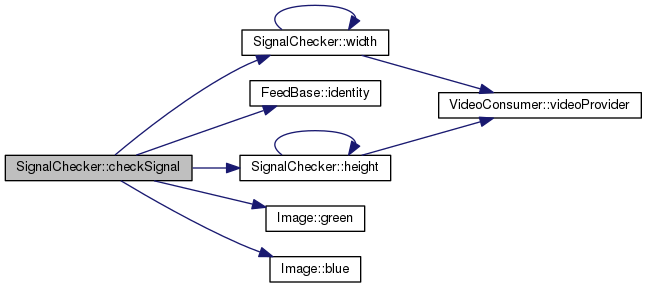 SignalChecker::width
FeedBase::identity
VideoConsumer::videoProvider
SignalChecker::checkSignal
SignalChecker::height
Image::green
Image::blue